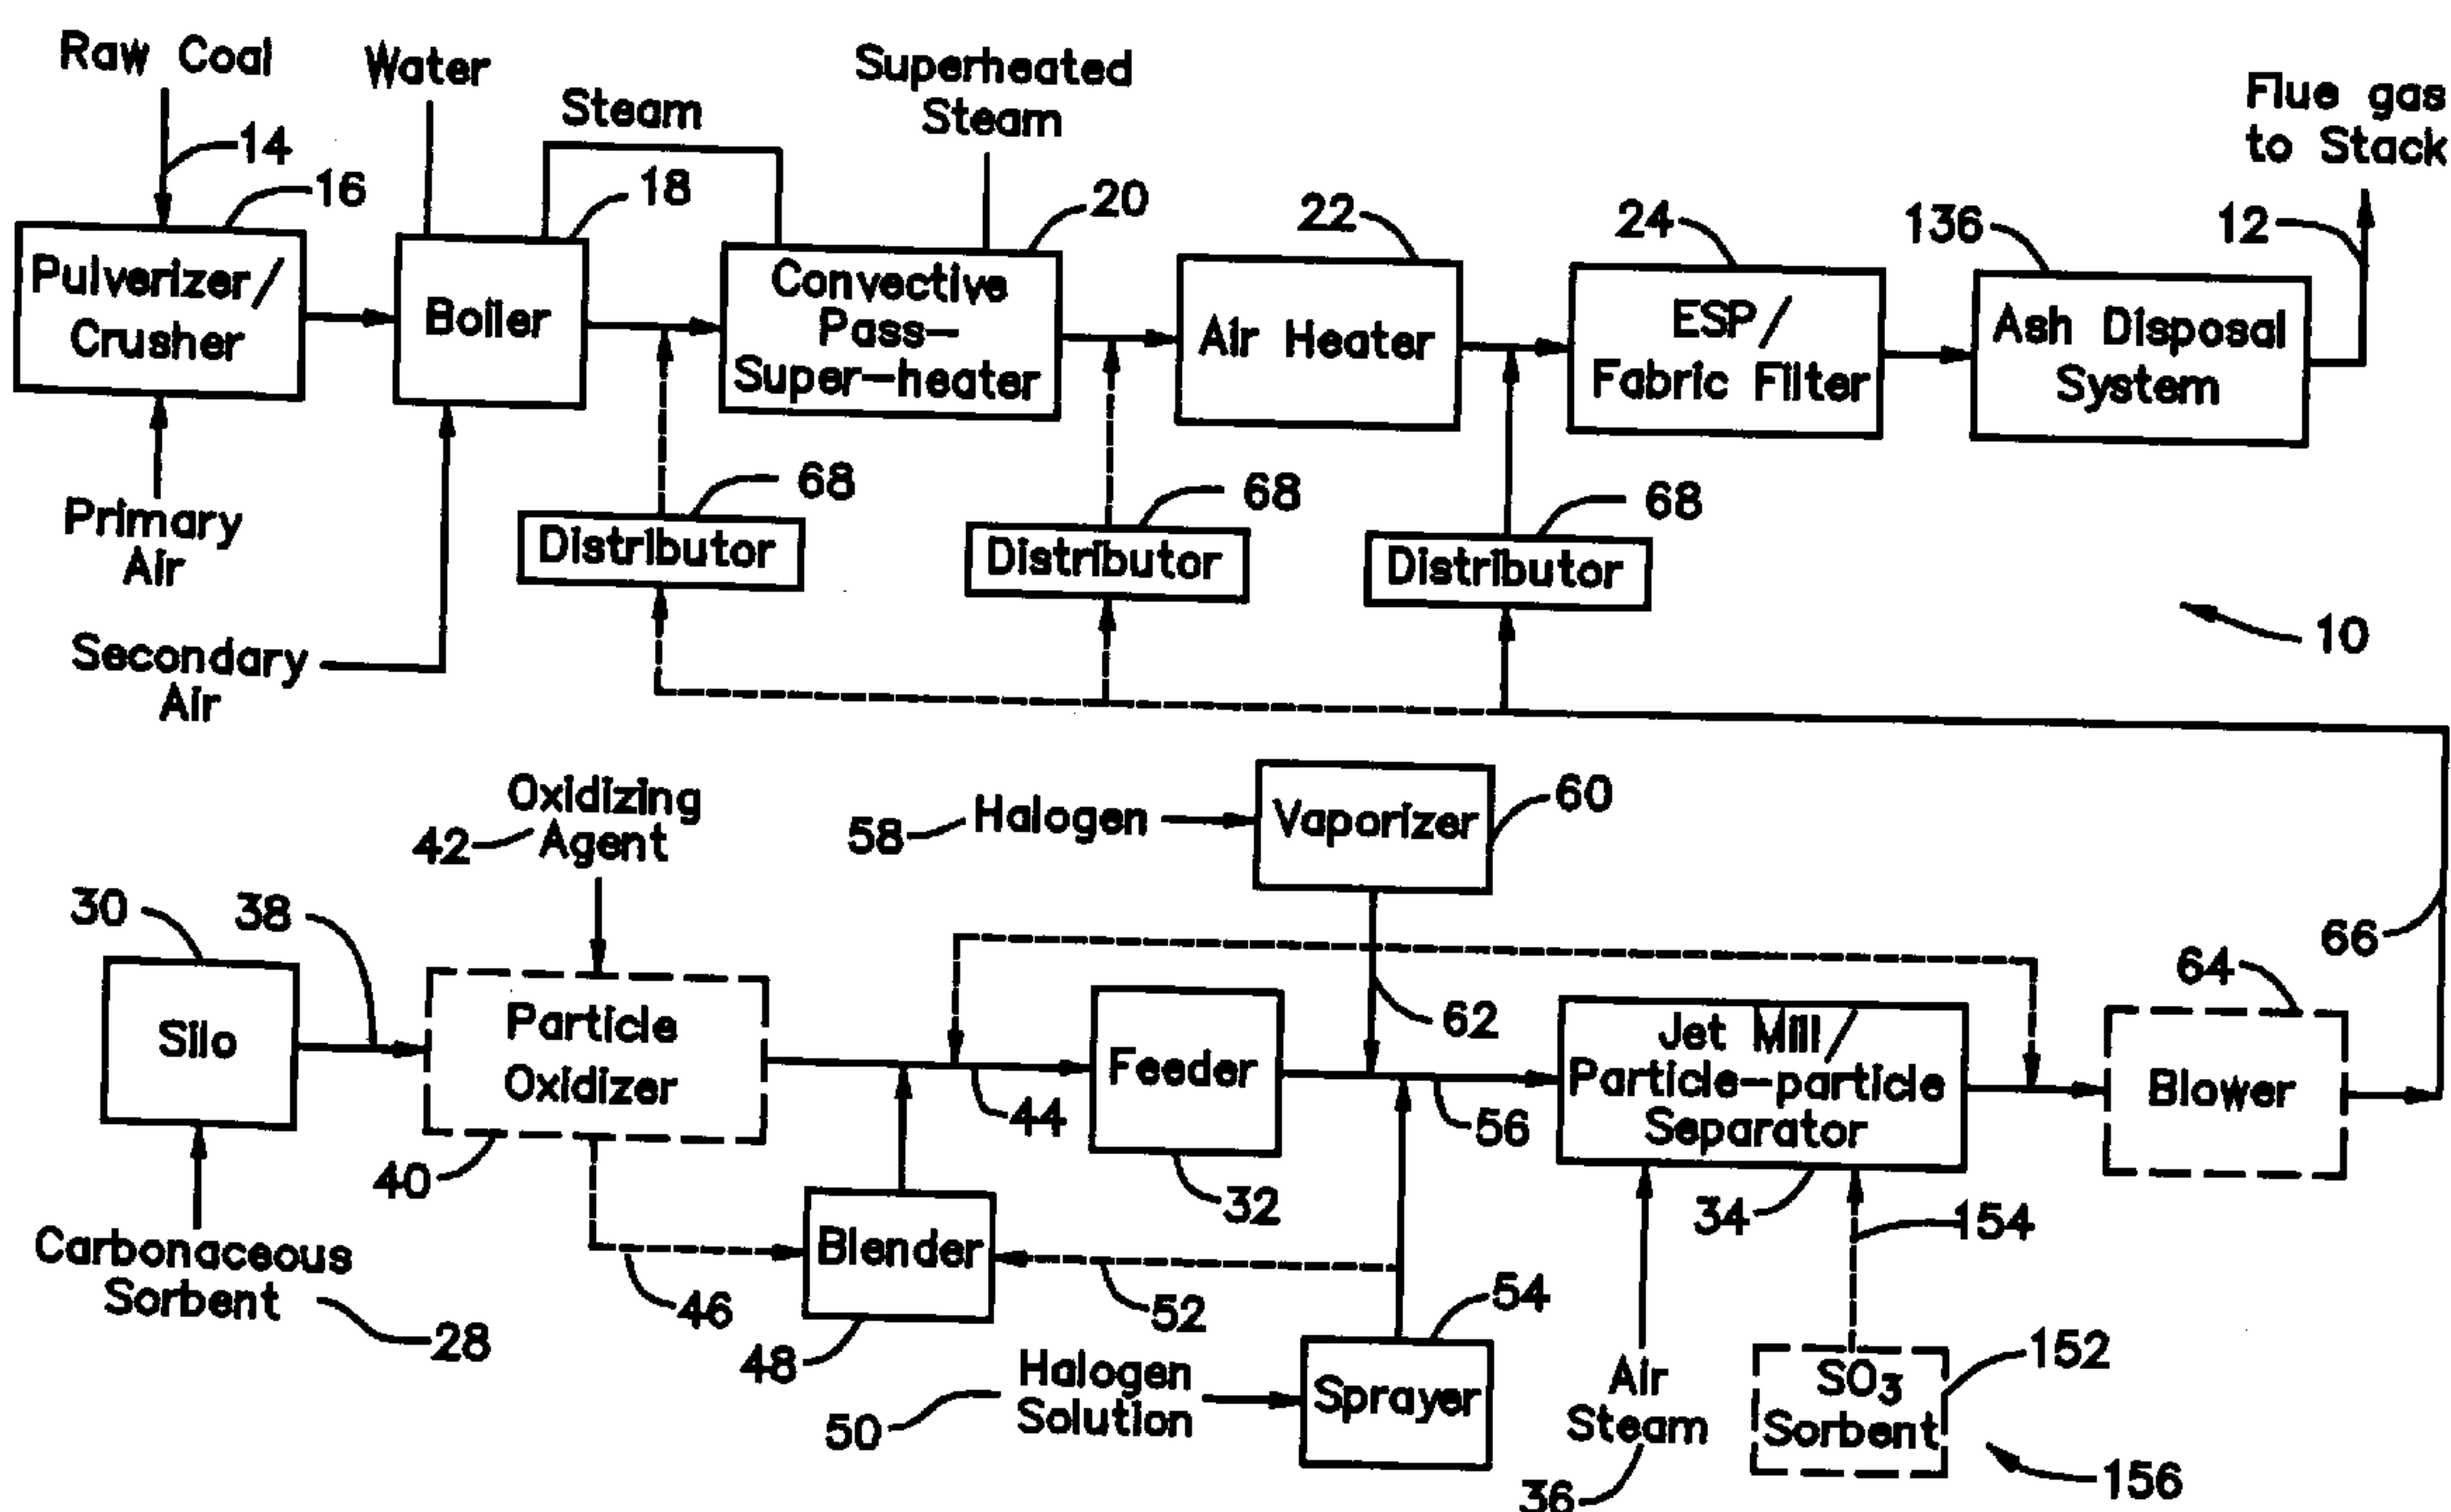 Raw Coal
Water
Steam
Superheated
Steam
Flue gas
to Stack
14
16
18
20
22
24
136
12
Pulverizer/
Crusher
Boiler
Convective
Pass-
Super-heater
Air Heater
ESP/
Fabric Filter
Ash Disposal
System
Primary
Air
68
68
68
Distributor
Distributor
Distributor
Secondary
Air
10
Oxidizing
Agent
42
58
Halogen
Vaporizer
60
30
38
66
64
Silo
Particle
Oxidizer
Feeder
62
Jet Mill/
Particle-particle
Separator
Blower
40
44
32
56
34
154
Carbonaceous
Sorbent
28
46
Blender
48
52
54
Halogen
Solution
50
Sprayer
Air
Steam
36
SO3
Sorbent
152
156